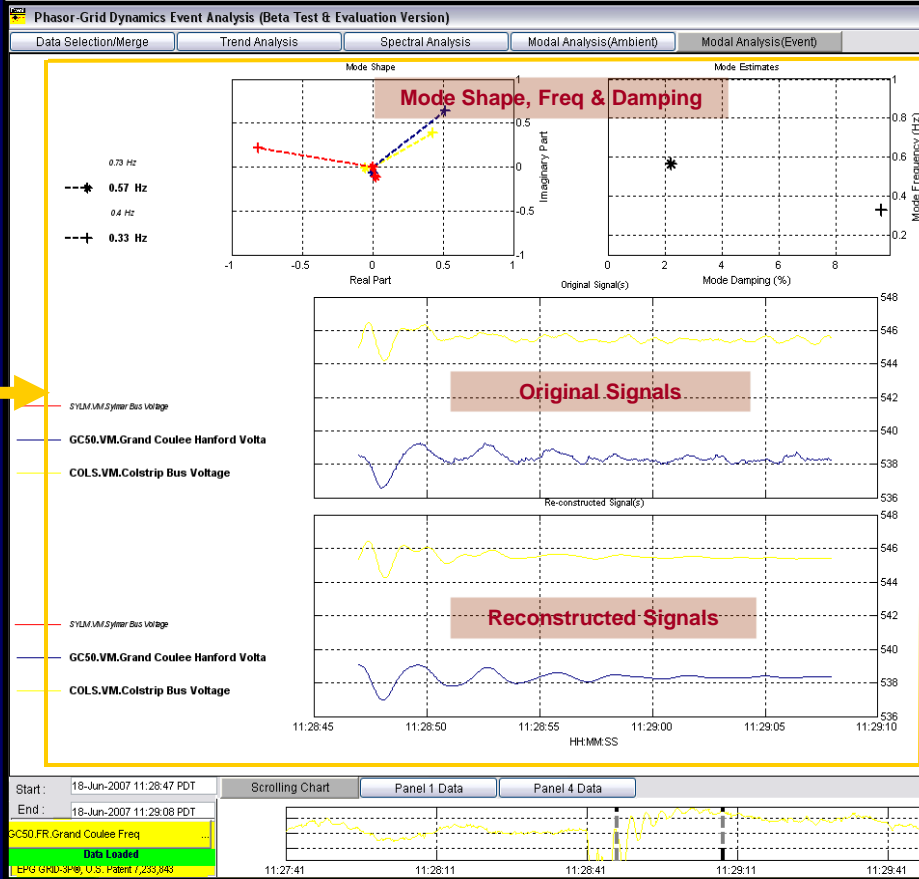 Phasor-Grid Dynamics Event Analysis (Beta Test & Evaluation Version)
Data Selection/Merge
Trend Analysis
Spectral Analysis
Modal Analysis(Ambient)
Modal Analysis(Event)
Mode Shape
Mode Estimates
Mode Shape, Freq & Damping
1
0.5
0
-0.5
-1
Imaginary Part
-1
-0.5
0
0.5
1
Real Part
1
0.8
0.6
0.4
0.2
Mode Frequency (Hz)
0
2
4
6
8
Mode Damping (%)
0.73 Hz
0.57 Hz
0.4 Hz
0.33 Hz
Original Signal(s)
548
546
544
542
540
538
536
Original Signals
SYLM.VM.Sylmar Bus Voltage
GC50.VM.Grand Coulee Hanford Volta
COLS.VM.Colstrip Bus Voltage
Re-constructed Signal(s)
548
546
544
542
540
538
536
Reconstructed Signals
SYLM.VM.Sylmar Bus Voltage
GC50.VM.Grand Coulee Hanford Volta
COLS.VM.Colstrip Bus Voltage
11:28:45
11:28:50
11:28:55
11:29:00
11:29:05
11:29:10
HH:MM:SS
Start :
18-Jun-2007 11:28:47 PDT
Scrolling Chart
Panel 1 Data
Panel 4 Data
End :
18-Jun-2007 11:29:08 PDT
GC50.FR.Grand Coulee Freq ...
Data Loaded
EPG GRID-3P®, U.S. Patent 7,233,843
11:27:41
11:28:11
11:28:41
11:29:11
11:29:41